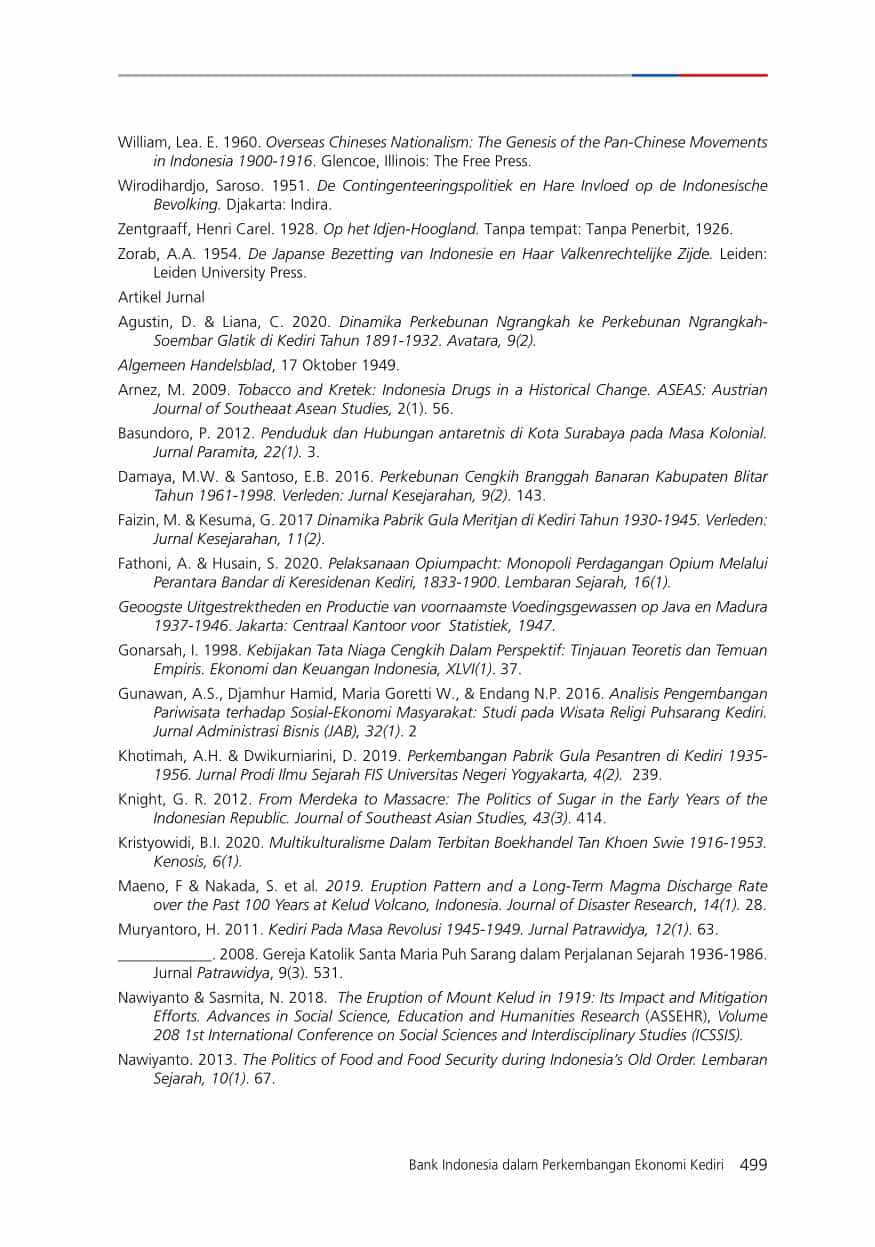 William, Lea. E. 1960. Overseas Chineses Nationalism: The Genesis of the Pan-Chinese Movements
in Indonesia 1900-1916. Glencoe, Illinois: The Free Press.
Wirodihardjo, Saroso. 1951. De Contingenteeringspolitiek en Hare Invloed op de Indonesische
Bevolking. Djakarta: Indira.
Zentgraaff, Henri Carel. 1928. Op het Idjen-Hoogland. Tanpa tempat: Tanpa Penerbit, 1926.
Zorab, A.A. 1954. De Japanse Bezetting van Indonesie en Haar Valkenrechtelijke Zijde. Leiden:
Leiden University Press.
Artikel Jurnal
Agustin, D. & Liana, C. 2020. Dinamika Perkebunan Ngrangkah ke Perkebunan Ngrangkah-
Soembar Glatik di Kediri Tahun 1891-1932. Avatara, 9(2).
Algemeen Handelsblad, 17 Oktober 1949.
Arnez, M. 2009. Tobacco and Kretek: Indonesia Drugs in a Historical Change. ASEAS: Austrian
Journal of Southeaat Asean Studies, 2(1). 56.
Basundoro, P. 2012. Penduduk dan Hubungan antaretnis di Kota Surabaya pada Masa Kolonial.
Jurnal Paramita, 22(1). 3.
Damaya, M.W. & Santoso, E.B. 2016. Perkebunan Cengkih Branggah Banaran Kabupaten Blitar
Tahun 1961-1998. Verleden: Jurnal Kesejarahan, 9(2). 143.
Faizin, M. & Kesuma, G. 2017 Dinamika Pabrik Gula Meritjan di Kediri Tahun 1930-1945. Verleden:
Jurnal Kesejarahan, 11(2).
Fathoni, A. & Husain, S. 2020. Pelaksanaan Opiumpacht: Monopoli Perdagangan Opium Melalui
Perantara Bandar di Keresidenan Kediri, 1833-1900. Lembaran Sejarah, 16(1).
Geoogste Uitgestrektheden en Productie van voornaamste Voedingsgewassen op Java en Madura
1937-1946. Jakarta: Centraal Kantoor voor Statistiek, 1947.
Gonarsah, I. 1998. Kebijakan Tata Niaga Cengkih Dalam Perspektif: Tinjauan Teoretis dan Temuan
Empiris. Ekonomi dan Keuangan Indonesia, XLVI(1). 37.
Gunawan, A.S., Djamhur Hamid, Maria Goretti W., & Endang N.P. 2016. Analisis Pengembangan
Pariwisata terhadap Sosial-Ekonomi Masyarakat: Studi pada Wisata Religi Puhsarang Kediri.
Jurnal Administrasi Bisnis (JAB), 32(1). 2
Khotimah, A.H. & Dwikurniarini, D. 2019. Perkembangan Pabrik Gula Pesantren di Kediri 1935-
1956. Jurnal Prodi Ilmu Sejarah FIS Universitas Negeri Yogyakarta, 4(2). 239.
Knight, G. R. 2012. From Merdeka to Massacre: The Politics of Sugar in the Early Years of the
Indonesian Republic. Journal of Southeast Asian Studies, 43(3). 414.
Kristyowidi, B.I. 2020. Multikulturalisme Dalam Terbitan Boekhandel Tan Khoen Swie 1916-1953.
Kenosis, 6(1).
Maeno, F & Nakada, S. et al. 2019. Eruption Pattern and a Long-Term Magma Discharge Rate
over the Past 100 Years at Kelud Volcano, Indonesia. Journal of Disaster Research, 14(1). 28.
Muryantoro, H. 2011. Kediri Pada Masa Revolusi 1945-1949. Jurnal Patrawidya, 12(1). 63.
____________. 2008. Gereja Katolik Santa Maria Puh Sarang dalam Perjalanan Sejarah 1936-1986.
Jurnal Patrawidya, 9(3). 531.
Nawiyanto & Sasmita, N. 2018. The Eruption of Mount Kelud in 1919: Its Impact and Mitigation
Efforts. Advances in Social Science, Education and Humanities Research (ASSEHR), Volume
208 1st International Conference on Social Sciences and Interdisciplinary Studies (ICSSIS).
Nawiyanto. 2013. The Politics of Food and Food Security during Indonesia's Old Order. Lembaran
Sejarah, 10(1). 67.
Bank Indonesia dalam Perkembangan Ekonomi Kediri 499